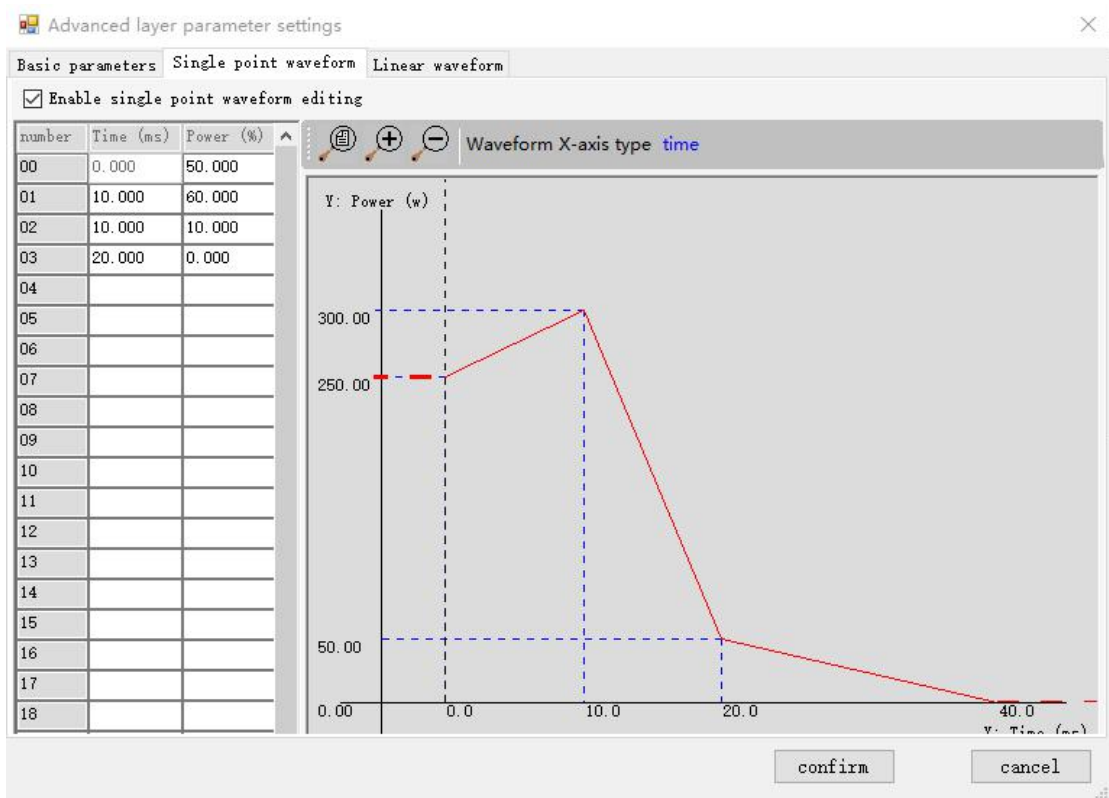 Advanced layer parameter settings
Basic parameters Single point waveform Linear waveform
Enable single point waveform editing
number Time (ms) Power (%)
Waveform X-axis type time
00 0.000 50.000
01 10.000 60.000
02 10.000 10.000
03 20.000 0.000
04
05
06
07
08
09
10
11
12
13
14
15
16
17
18
Y: Power (w)
300.00
250.00
50.00
0.00 0.0 10.0 20.0 40.0
Time (ms)
confirm cancel